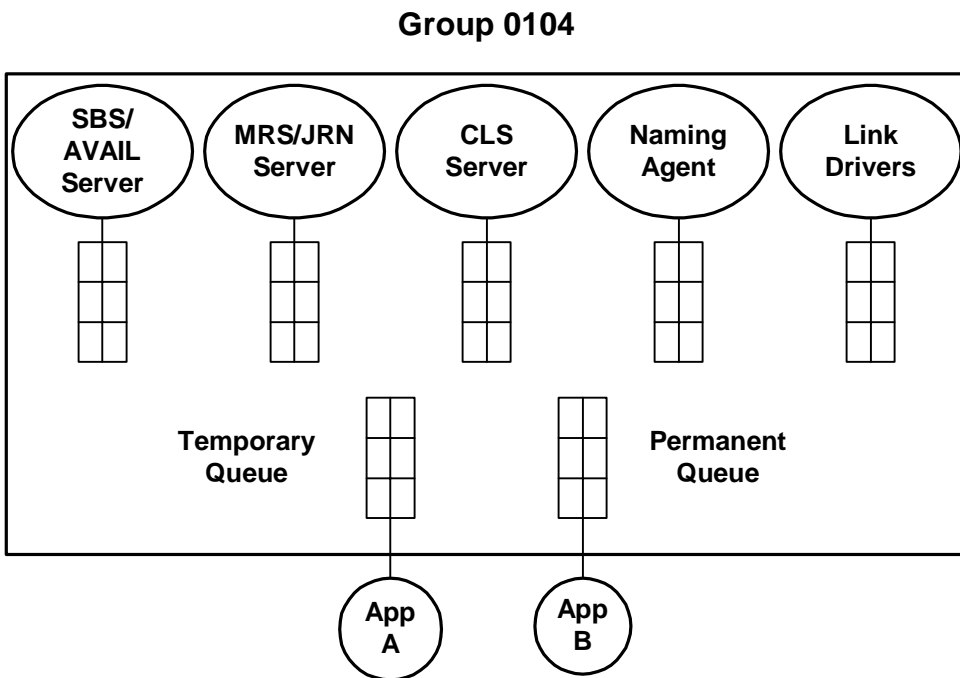 Group 0104
SBS/
AVAIL
Server
MRS/JRN
Server
CLS
Server
Naming
Agent
Link
Drivers
Temporary
Queue
Permanent
Queue
App
A
App
B